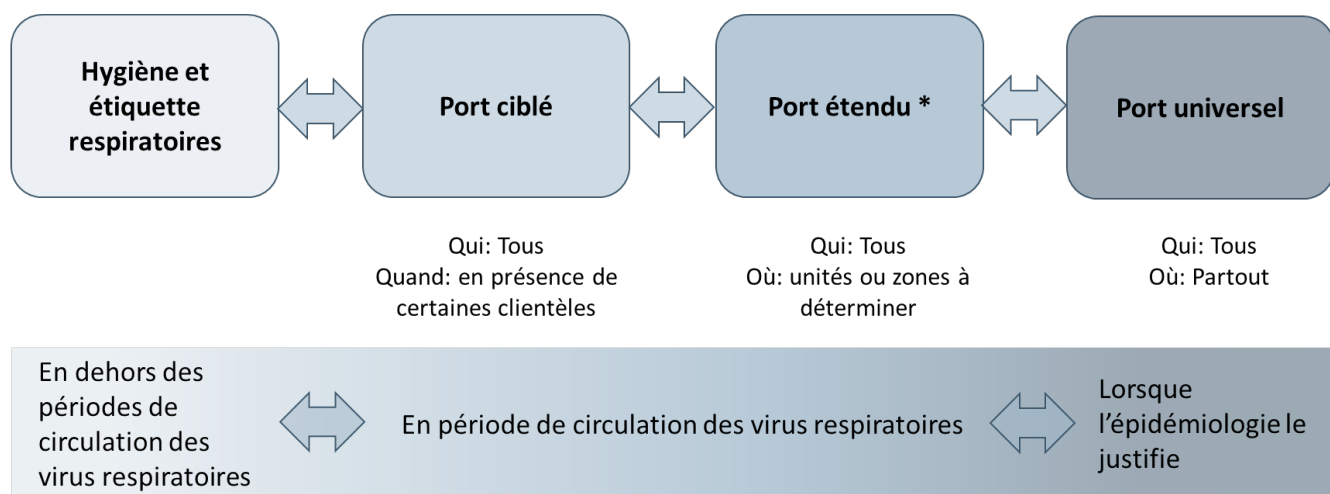 Hygiène et
étiquette
respiratoires
Port ciblé
Port étendu *
Port universel
Qui: Tous
Quand: en présence de
certaines clientèles
Qui: Tous
Où: unités ou zones à
déterminer
Qui: Tous
Où: Partout
En dehors des
périodes de
circulation des
virus respiratoires
En période de circulation des virus respiratoires
Lorsque
l’épidémiologie le
justifie